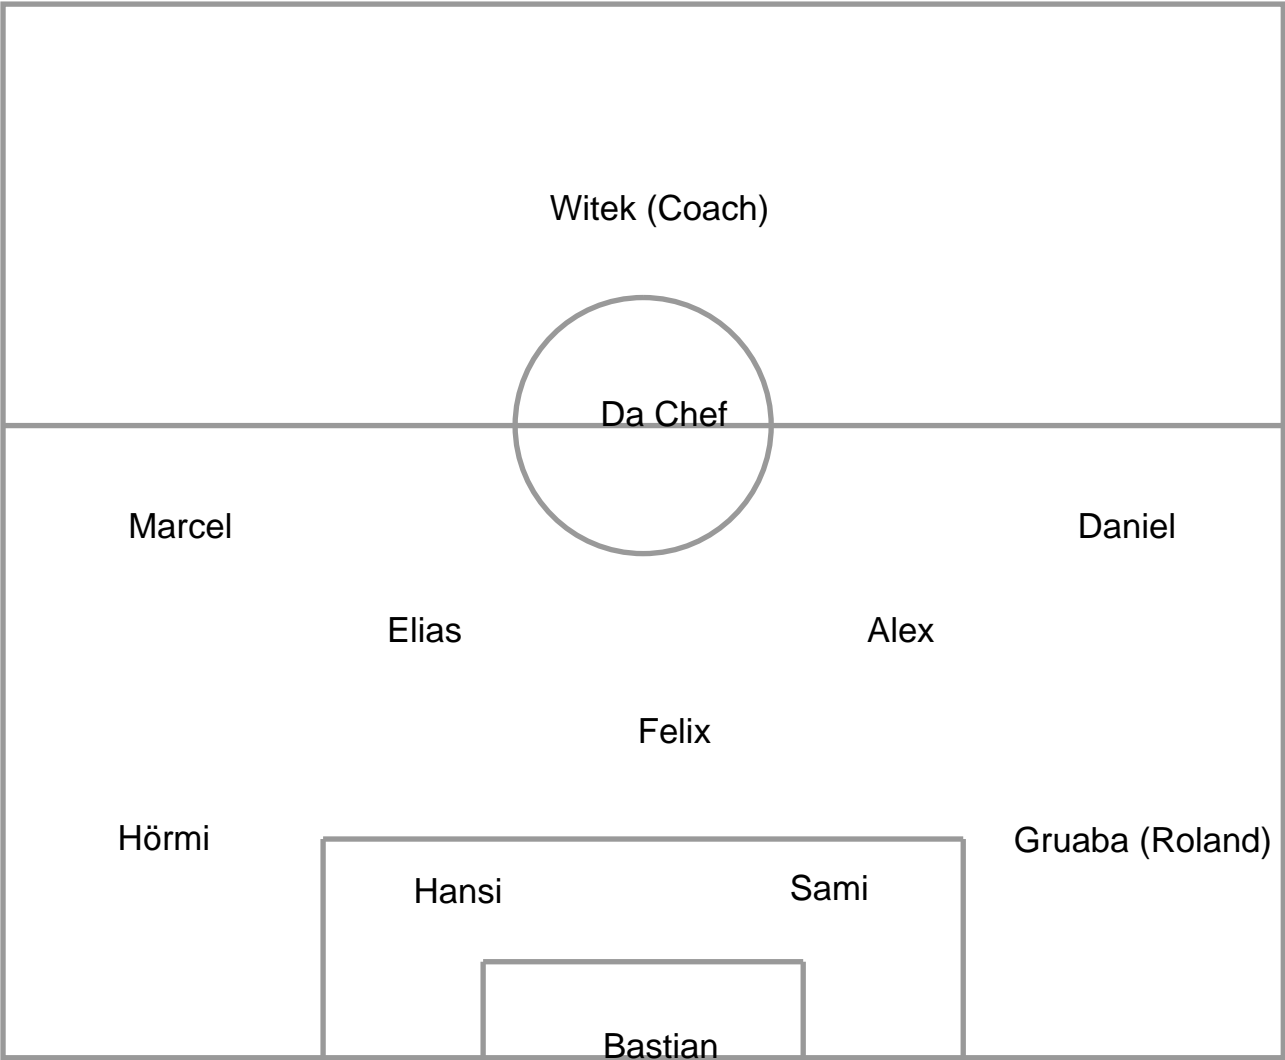 Witek (Coach)
Da Chef
Marcel
Daniel
Elias
Alex
Felix
Hörmi
Gruaba (Roland)
Hansi
Sami
Bastian